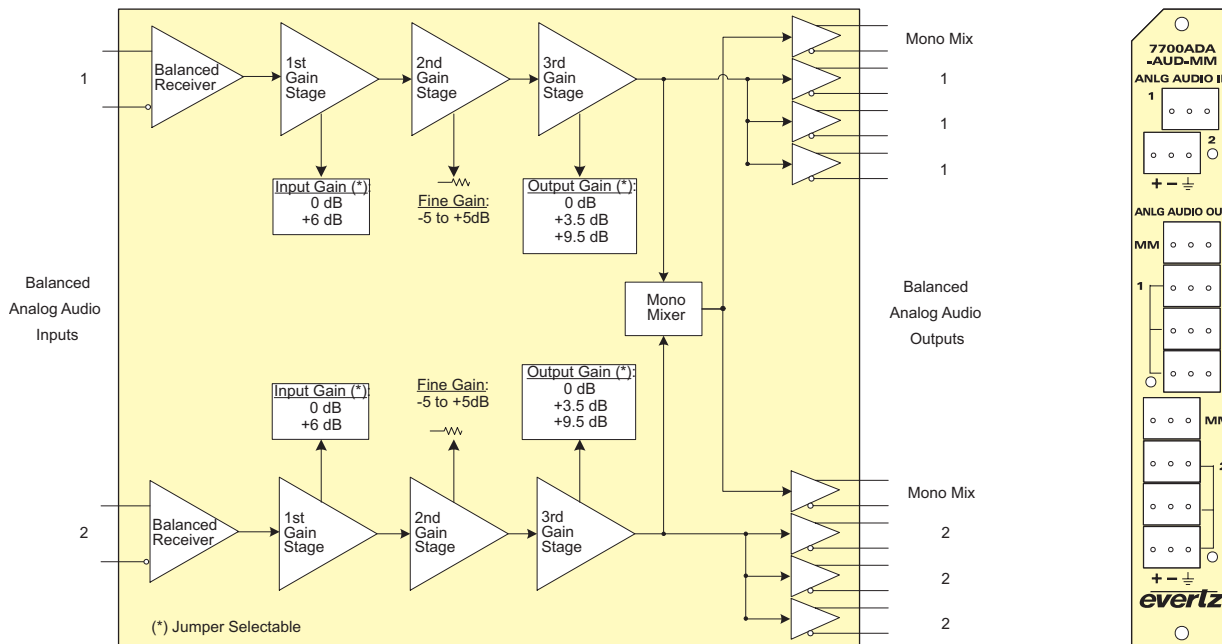 1
Balanced
Receiver
1st
Gain
Stage
2nd
Gain
Stage
3rd
Gain
Stage
Mono Mix
1
1
1
Input Gain (*):
0 dB
+6 dB
Fine Gain:
-5 to +5dB
Output Gain (*):
0 dB
+3.5 dB
+9.5 dB
Balanced
Analog Audio
Inputs
Mono
Mixer
Balanced
Analog Audio
Outputs
Input Gain (*):
0 dB
+6 dB
Fine Gain:
-5 to +5dB
Output Gain (*):
0 dB
+3.5 dB
+9.5 dB
2
Balanced
Receiver
1st
Gain
Stage
2nd
Gain
Stage
3rd
Gain
Stage
Mono Mix
2
2
2
(*) Jumper Selectable
7700ADA
-AUD-MM
ANLG AUDIO
1
2
+ -
ANLG AUDIO
MM
1
MM
2
+ -
evertz